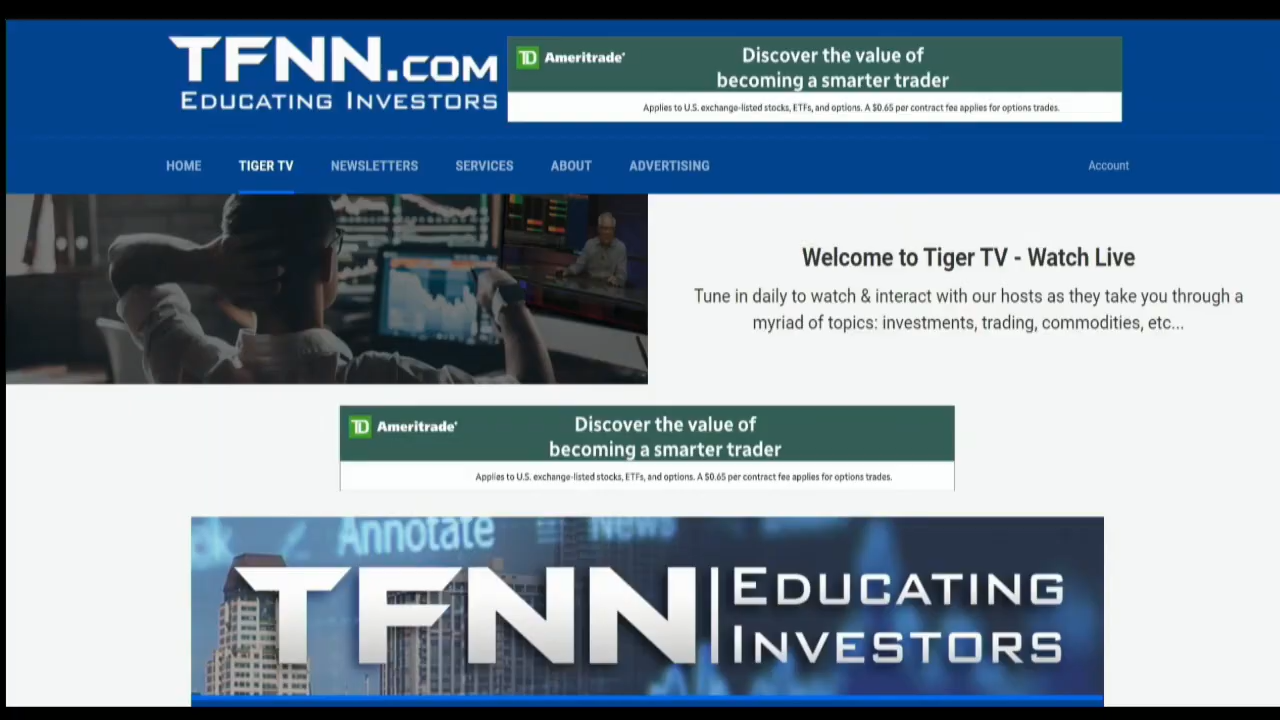 TFNN.COM
EDUCATING INVESTORS
TD Ameritrade®
Discover the value of
becoming a smarter trader
Applies to U.S. exchange-listed stocks, ETFs, and options. A $0.65 per contract fee applies for options trades.
HOME TIGER TV NEWSLETTERS SERVICES ABOUT ADVERTISING Account
Welcome to Tiger TV - Watch Live
Tune in daily to watch & interact with our hosts as they take you through a
myriad of topics: investments, trading, commodities, etc...
TD Ameritrade®
Discover the value of
becoming a smarter trader
Applies to U.S. exchange-listed stocks, ETFs, and options. A $0.65 per contract fee applies for options trades.
Annotate News
TFNN EDUCATING
INVESTORS